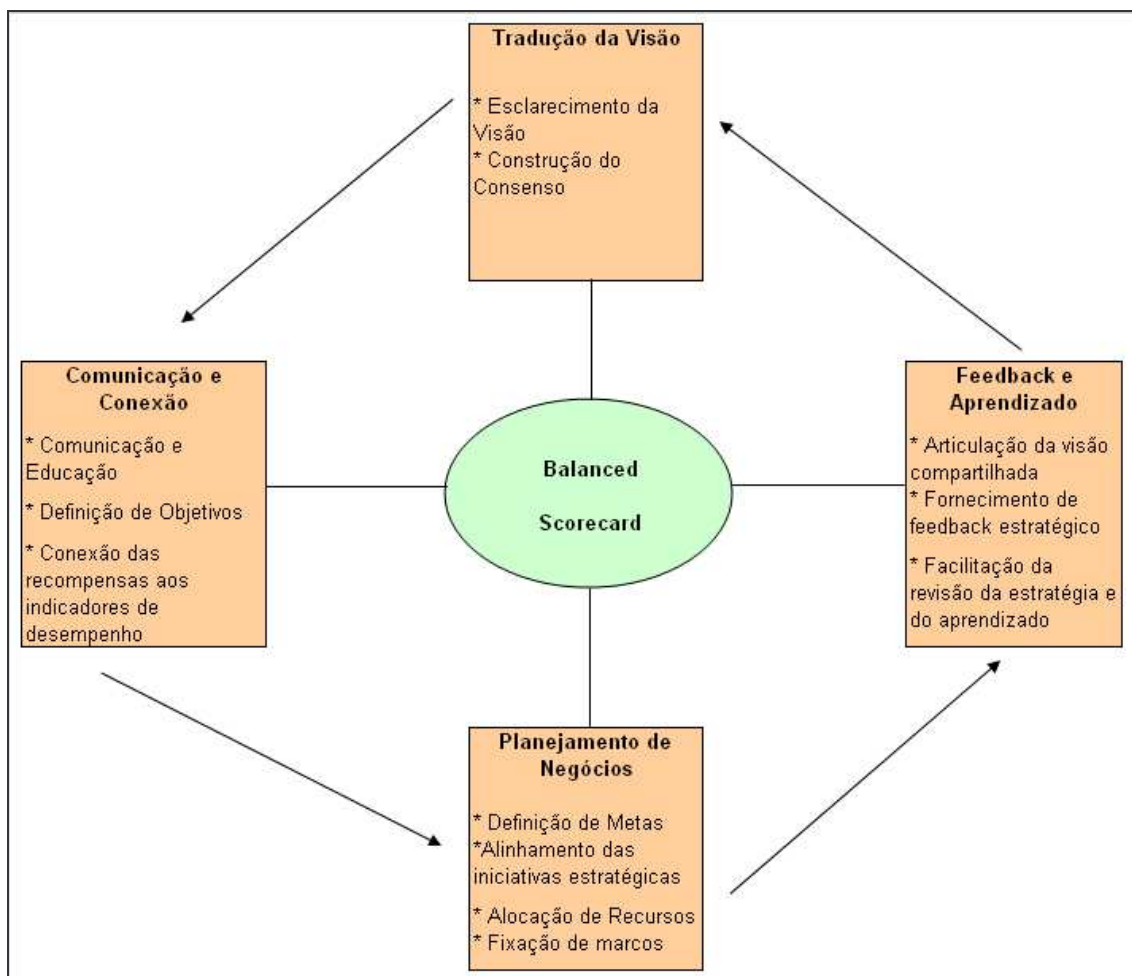 Tradução da Visão
* Esclarecimento da
Visão
* Construção do
Consenso
Comunicação e
Conexão
* Comunicação e
Educação
* Definição de Objetivos
* Conexão das
recompensas aos
indicadores de
desempenho
Balanced
Scorecard
Feedback e
Aprendizado
* Articulação da visão
compartilhada
* Fornecimento de
feedback estratégico
* Facilitação da
revisão da estratégia e
do aprendizado
Planejamento de
Negócios
* Definição de Metas
*Alinhamento das
iniciativas estratégicas
* Alocação de Recursos
* Fixação de marcos